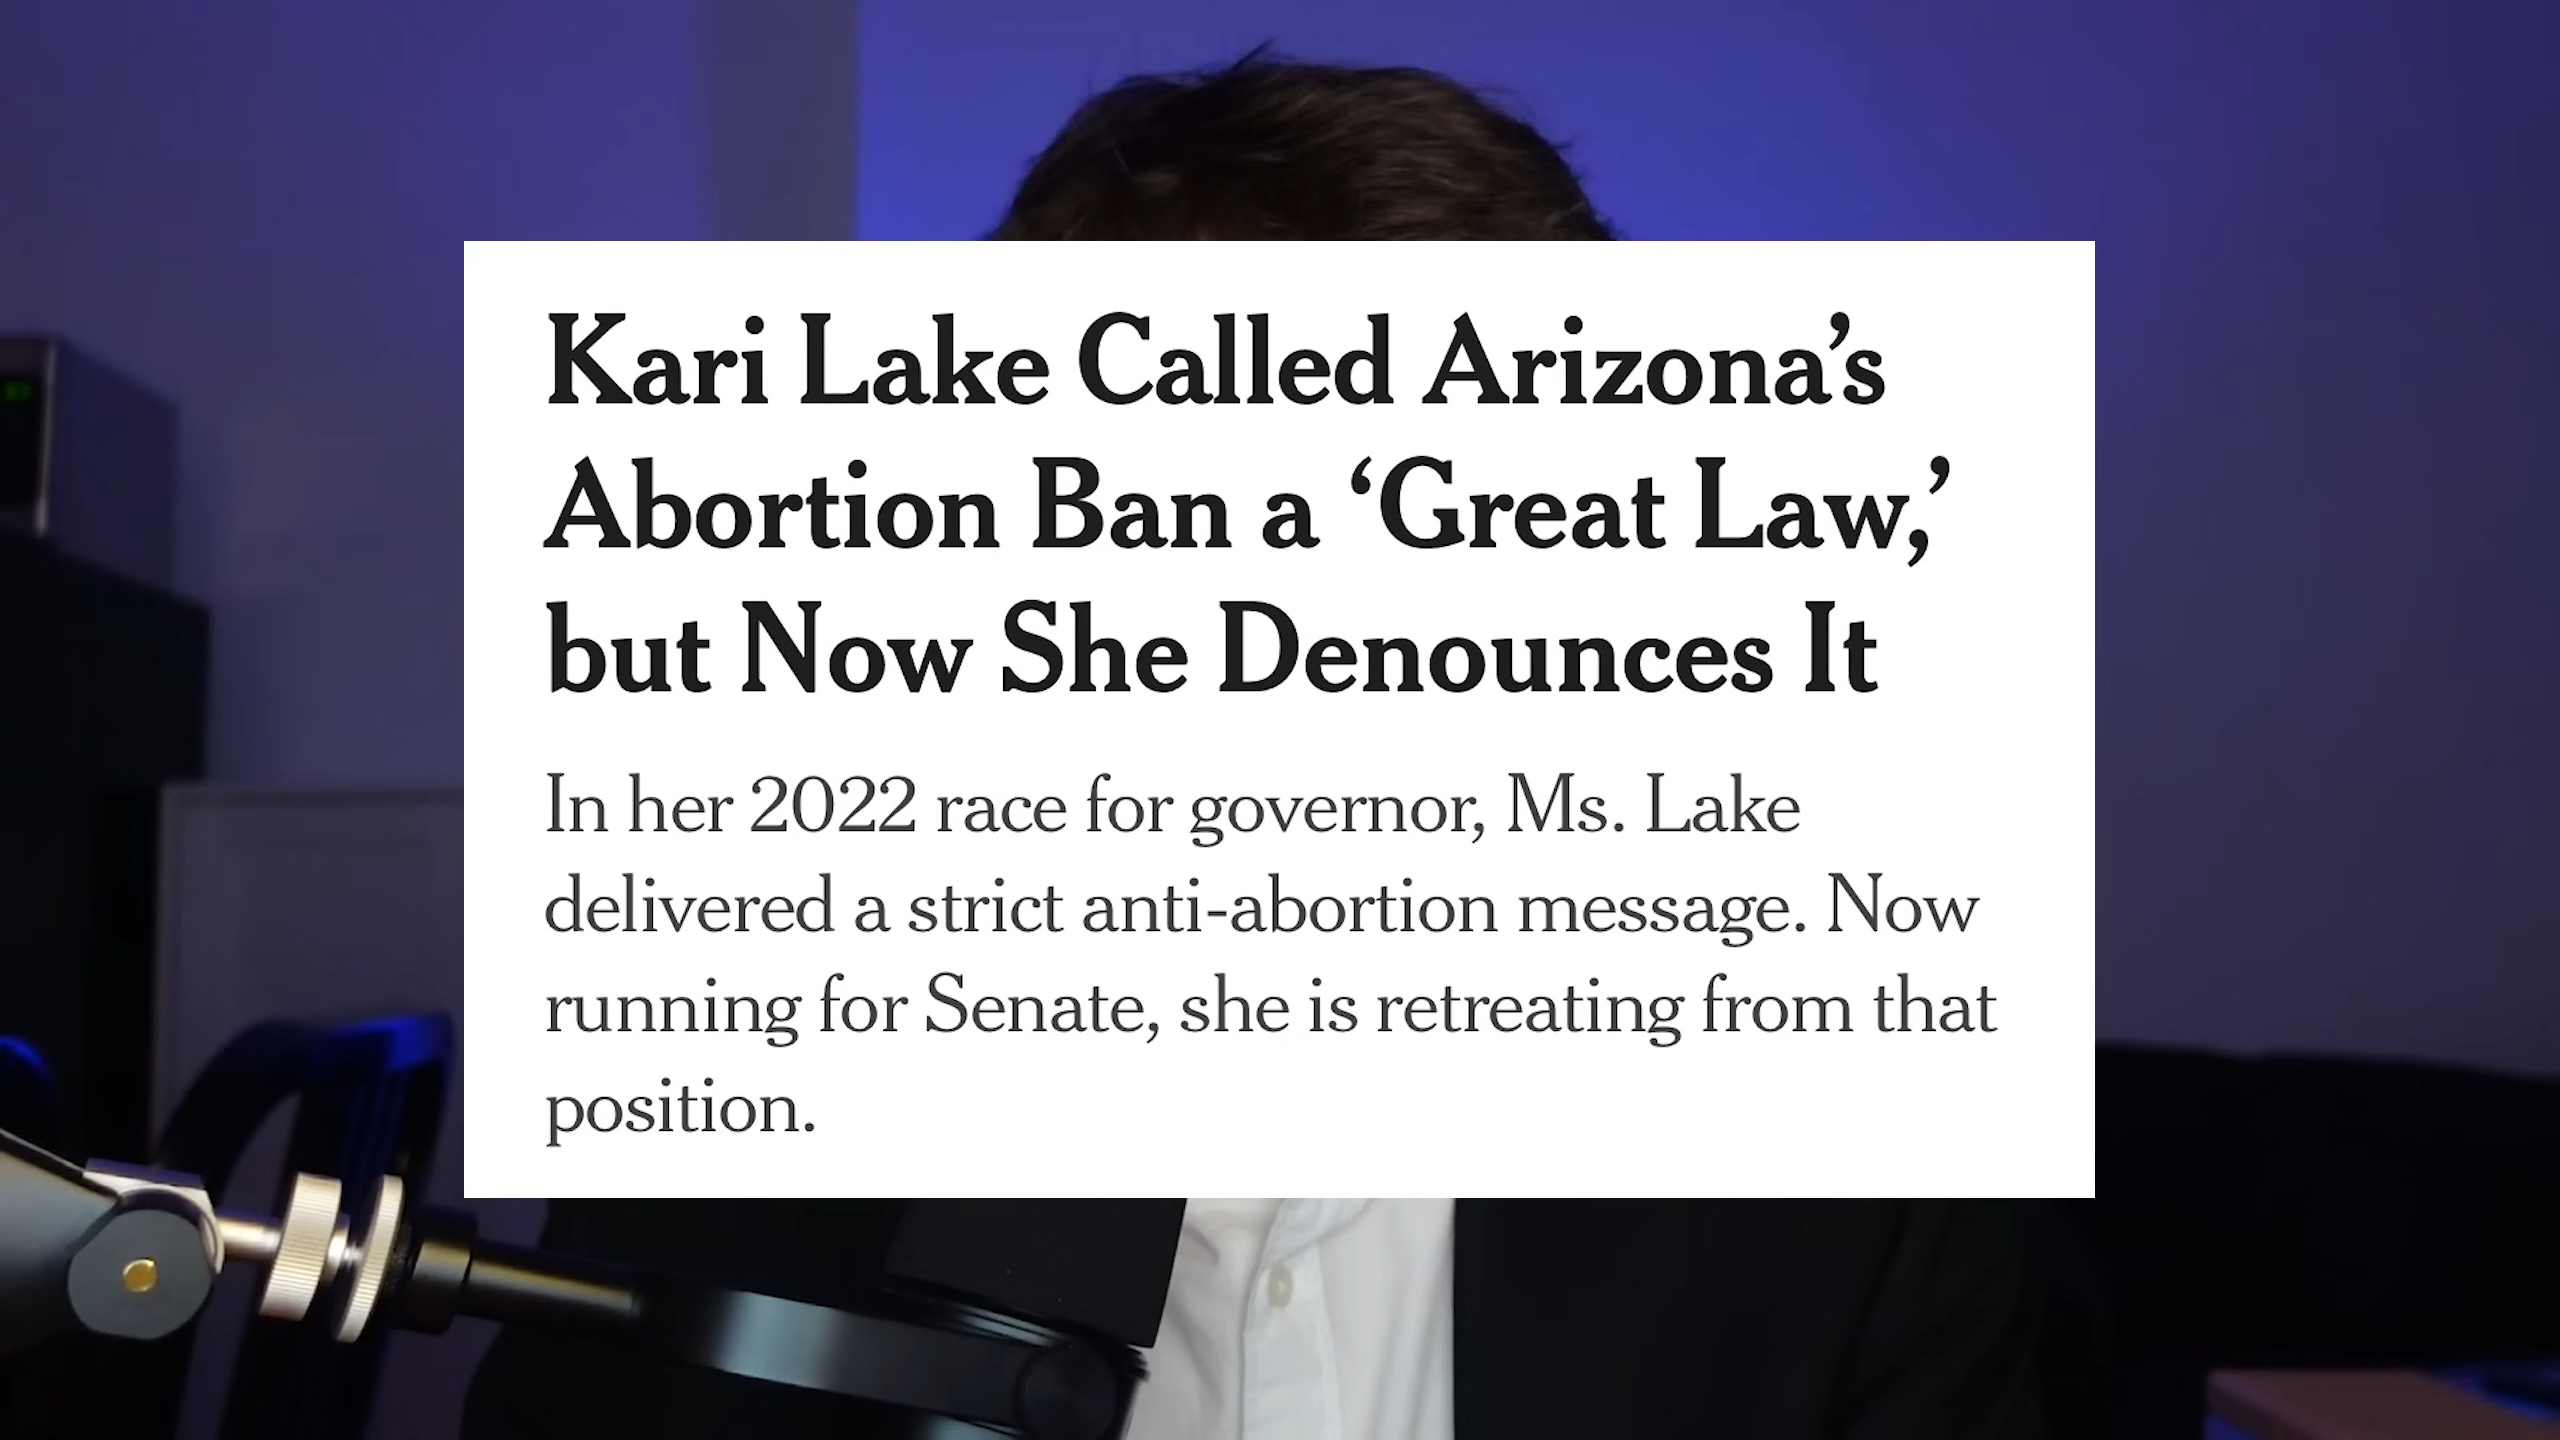 Kari Lake Called Arizona’s
Abortion Ban a ‘Great Law,’
but Now She Denounces It
In her 2022 race for governor, Ms. Lake
delivered a strict anti-abortion message. Now
running for Senate, she is retreating from that
position.